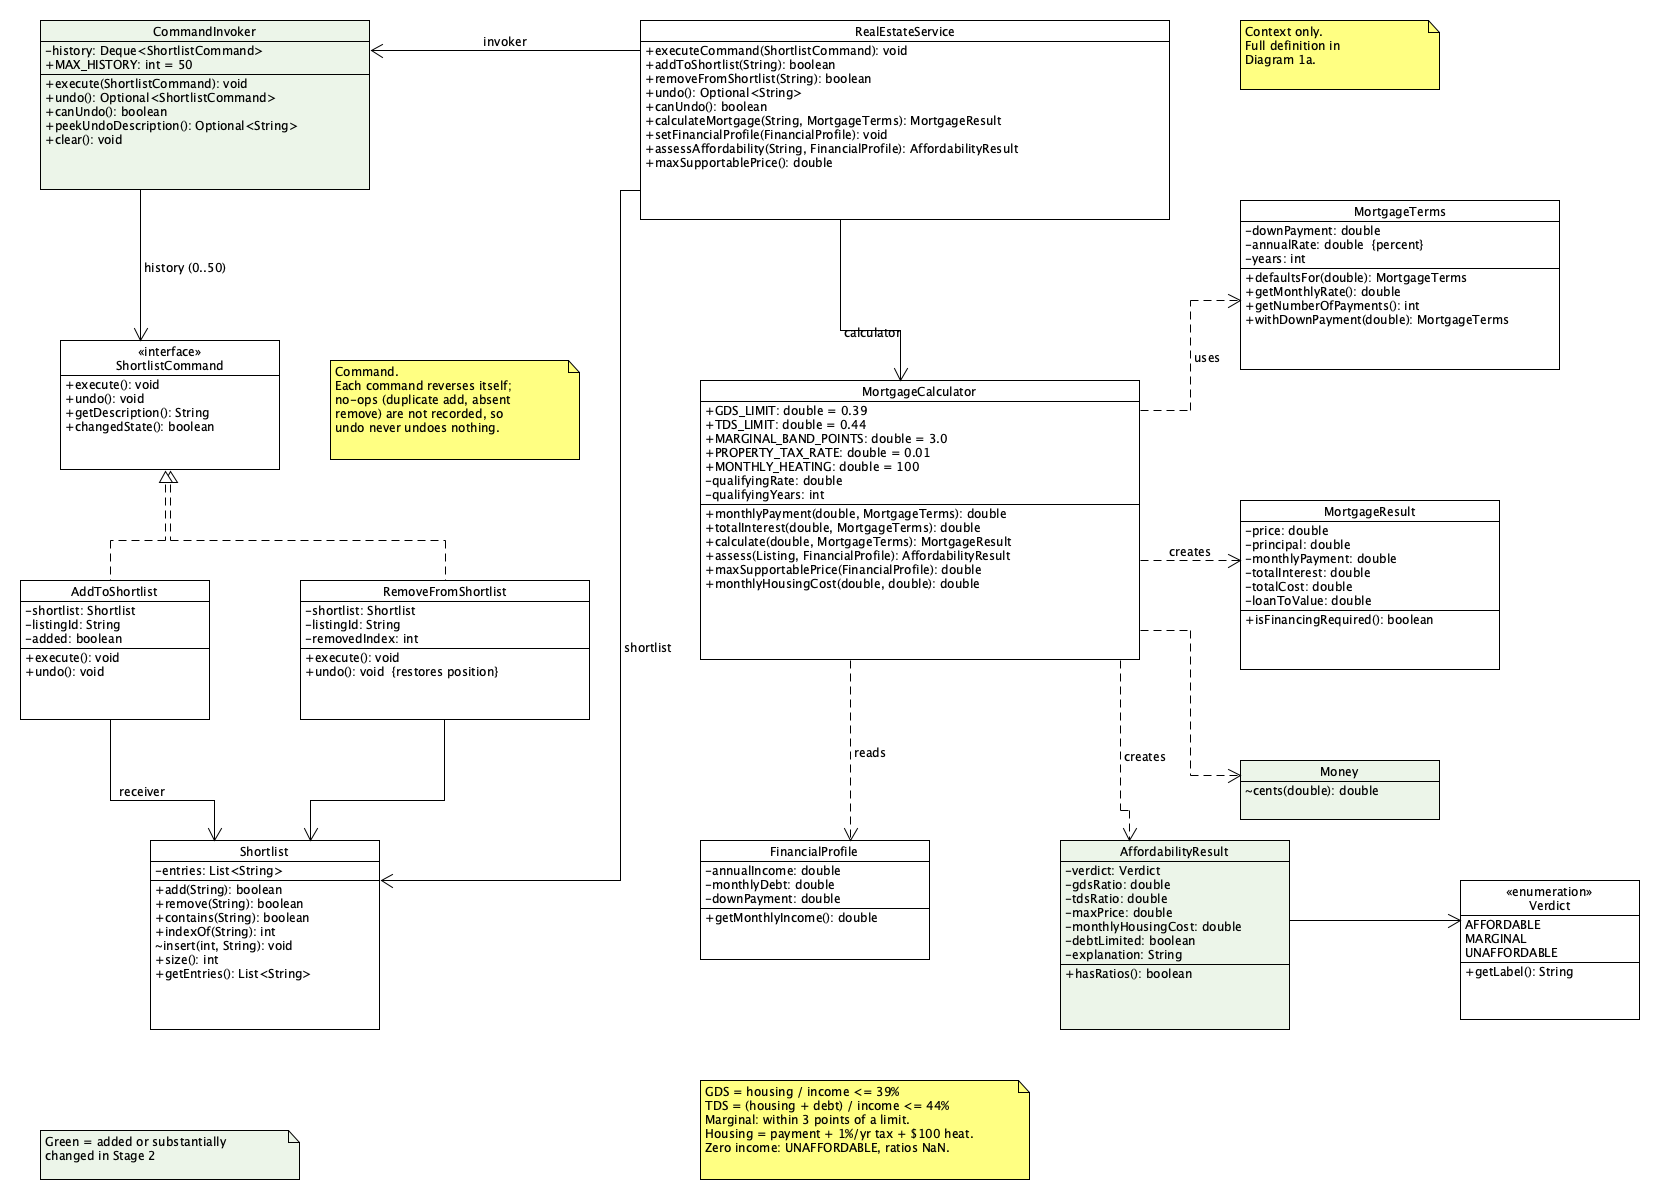 CommandInvoker
-history: Deque<ShortlistCommand>
+MAX_HISTORY: int = 50
+execute(ShortlistCommand): void
+undo(): Optional<ShortlistCommand>
+canUndo(): boolean
+peekUndoDescription(): Optional<String>
+clear(): void
invoker
RealEstateService
+executeCommand(ShortlistCommand): void
+addToShortlist(String): boolean
+removeFromShortlist(String): boolean
+undo(): Optional<String>
+canUndo(): boolean
+calculateMortgage(String, MortgageTerms): MortgageResult
+setFinancialProfile(FinancialProfile): void
+assessAffordability(String, FinancialProfile): AffordabilityResult
+maxSupportablePrice(): double
Context only.
Full definition in
Diagram 1a.
MortgageTerms
-downPayment: double
-annualRate: double  {percent}
-years: int
+defaultsFor(double): MortgageTerms
+getMonthlyRate(): double
+getNumberOfPayments(): int
+withDownPayment(double): MortgageTerms
history (0..50)
calculator
uses
«interface»
ShortlistCommand
+execute(): void
+undo(): void
+getDescription(): String
+changedState(): boolean
Command.
Each command reverses itself;
no-ops (duplicate add, absent
remove) are not recorded, so
undo never undoes nothing.
MortgageCalculator
+GDS_LIMIT: double = 0.39
+TDS_LIMIT: double = 0.44
+MARGINAL_BAND_POINTS: double = 3.0
+PROPERTY_TAX_RATE: double = 0.01
+MONTHLY_HEATING: double = 100
-qualifyingRate: double
-qualifyingYears: int
+monthlyPayment(double, MortgageTerms): double
+totalInterest(double, MortgageTerms): double
+calculate(double, MortgageTerms): MortgageResult
+assess(Listing, FinancialProfile): AffordabilityResult
+maxSupportablePrice(FinancialProfile): double
+monthlyHousingCost(double, double): double
creates
MortgageResult
-price: double
-principal: double
-monthlyPayment: double
-totalInterest: double
-totalCost: double
-loanToValue: double
+isFinancingRequired(): boolean
AddToShortlist
-shortlist: Shortlist
-listingId: String
-added: boolean
+execute(): void
+undo(): void
RemoveFromShortlist
-shortlist: Shortlist
-listingId: String
-removedIndex: int
+execute(): void
+undo(): void  {restores position}
shortlist
reads
creates
receiver
Money
~cents(double): double
Shortlist
-entries: List<String>
+add(String): boolean
+remove(String): boolean
+contains(String): boolean
+indexOf(String): int
~insert(int, String): void
+size(): int
+getEntries(): List<String>
FinancialProfile
-annualIncome: double
-monthlyDebt: double
-downPayment: double
+getMonthlyIncome(): double
AffordabilityResult
-verdict: Verdict
-gdsRatio: double
-tdsRatio: double
-maxPrice: double
-monthlyHousingCost: double
-debtLimited: boolean
-explanation: String
+hasRatios(): boolean
«enumeration»
Verdict
AFFORDABLE
MARGINAL
UNAFFORDABLE
+getLabel(): String
GDS = housing / income <= 39%
TDS = (housing + debt) / income <= 44%
Marginal: within 3 points of a limit.
Housing = payment + 1%/yr tax + $100 heat.
Zero income: UNAFFORDABLE, ratios NaN.
Green = added or substantially
changed in Stage 2